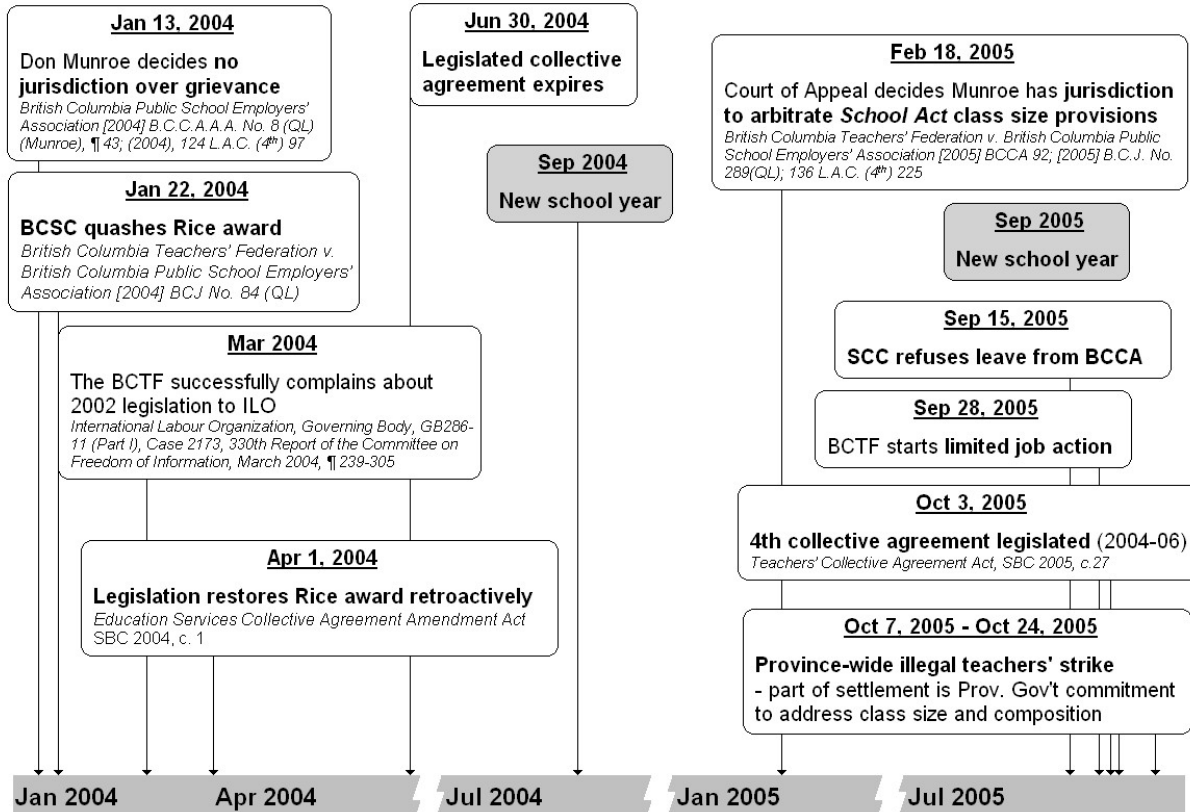 Jan 13, 2004
Don Munroe decides no
jurisdiction over grievance
British Columbia Public School Employers'
Association [2004] B.C.C.A.A.A. No. 8 (QL)
(Munroe), ¶ 43; (2004), 124 L.A.C. (4th) 97
Jan 22, 2004
BCSC quashes Rice award
British Columbia Teachers' Federation v.
British Columbia Public School Employers'
Association [2004] BCJ No. 84 (QL)
Mar 2004
The BCTF successfully complains about
2002 legislation to ILO
International Labour Organization, Governing Body, GB286-
11 (Part I), Case 2173, 330th Report of the Committee on
Freedom of Information, March 2004, ¶ 239-305
Apr 1, 2004
Legislation restores Rice award retroactively
Education Services Collective Agreement Amendment Act
SBC 2004, c. 1
Jun 30, 2004
Legislated collective
agreement expires
Sep 2004
New school year
Feb 18, 2005
Court of Appeal decides Munroe has jurisdiction
to arbitrate School Act class size provisions
British Columbia Teachers' Federation v. British Columbia Public
School Employers' Association [2005] BCCA 92; [2005] B.C.J. No.
289(QL); 136 L.A.C. (4th) 225
Sep 2005
New school year
Sep 15, 2005
SCC refuses leave from BCCA
Sep 28, 2005
BCTF starts limited job action
Oct 3, 2005
4th collective agreement legislated (2004-06)
Teachers' Collective Agreement Act, SBC 2005, c.27
Oct 7, 2005 - Oct 24, 2005
Province-wide illegal teachers' strike
- part of settlement is Prov. Gov't commitment
to address class size and composition
Jan 2004
Apr 2004
Jul 2004
Jan 2005
Jul 2005